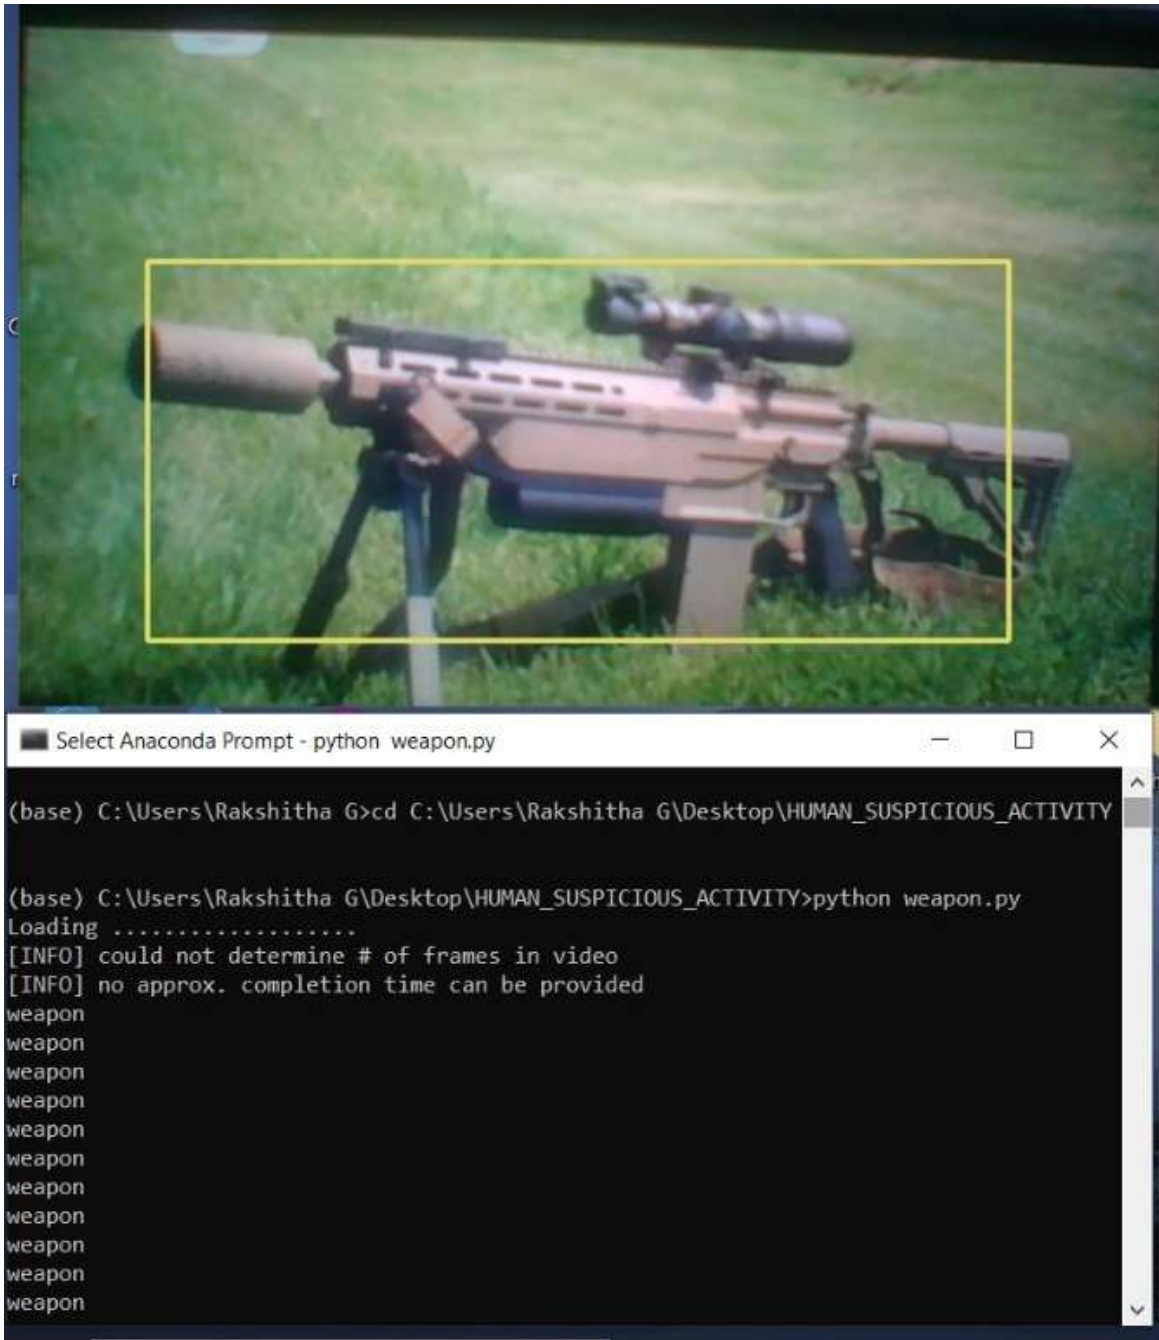 Select Anaconda Prompt - python weapon.py
(base) C:\Users\Rakshitha G>cd C:\Users\Rakshitha G\Desktop\HUMAN_SUSPICIOUS_ACTIVITY
(base) C:\Users\Rakshitha G\Desktop\HUMAN_SUSPICIOUS_ACTIVITY>python weapon.py
Loading ...................
[INFO] could not determine # of frames in video
[INFO] no approx. completion time can be provided
weapon
weapon
weapon
weapon
weapon
weapon
weapon
weapon
weapon
weapon
weapon